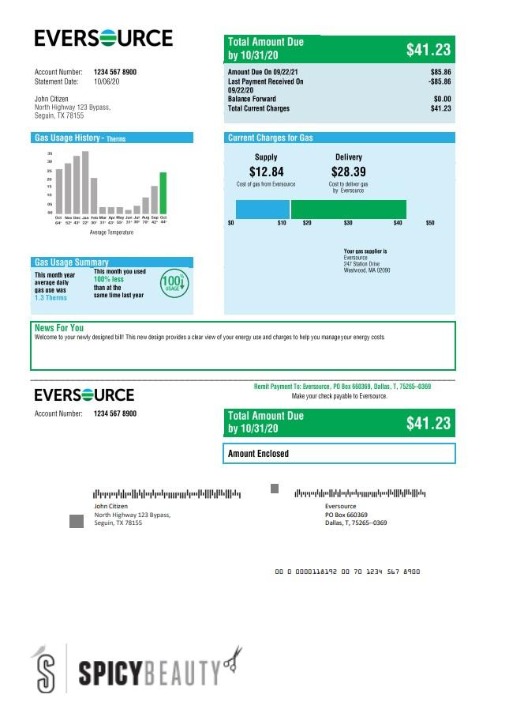 EVERSOURCE
Total Amount Due
by 10/31/20
$41.23
Account Number: 1234 567 8900
Statement Date: 10/06/20
Amount Due On 09/22/21 $85.86
Last Payment Received On
09/22/20 -$85.86
Balance Forward $0.00
Total Current Charges $41.23
John Citizen
North Highway 123 Bypass,
Seguin, TX 78155
Gas Usage History - Therms
Average Temperature
Current Charges for Gas
Supply Delivery
$12.84 $28.39
Cost of gas from Eversource
Cost to deliver gas
by Eversource
$0 $10 $20 $30 $40 $50
Your gas supplier is
Eversource
247 Station Drive
Westwood, MA 02090
Gas Usage Summary
This month year
average daily
gas use was
1.3 Therms
This month you used
100% less
than at the
same time last year
100%
USAGE
News For You
Welcome to your newly designed bill! This new design provides a clear view of your energy use and charges to help you manage your energy costs
EVERSOURCE
Remit Payment To: Eversource, PO Box 660369, Dallas, T, 75265--0369
Make your check payable to Eversource
Account Number: 1234 567 8900
Total Amount Due
by 10/31/20
$41.23
Amount Enclosed
John Citizen
North Highway 123 Bypass,
Seguin, TX 78155
Eversource
PO Box 660369
Dallas, T, 75265--0369
00 0 0000118192 00 70 1234 567 8900
S SPICYBEAUTY